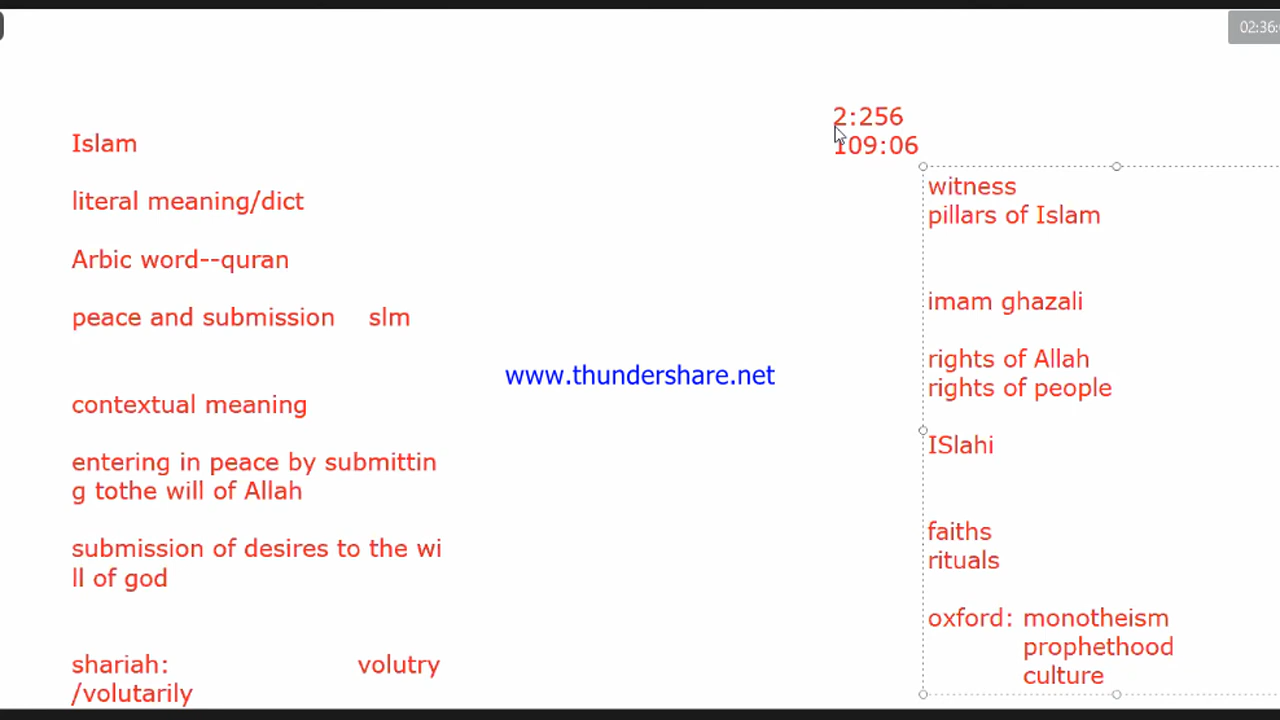 02:36:
Islam
literal meaning/dict
Arbic word--quran
peace and submission slm
contextual meaning
entering in peace by submittin
g tothe will of Allah
submission of desires to the wi
ll of god
shariah: volutry
/volutarily
www.thundershare.net
2:256
109:06
witness
pillars of Islam
imam ghazali
rights of Allah
rights of people
ISlahi
faiths
rituals
oxford: monotheism
prophethood
culture